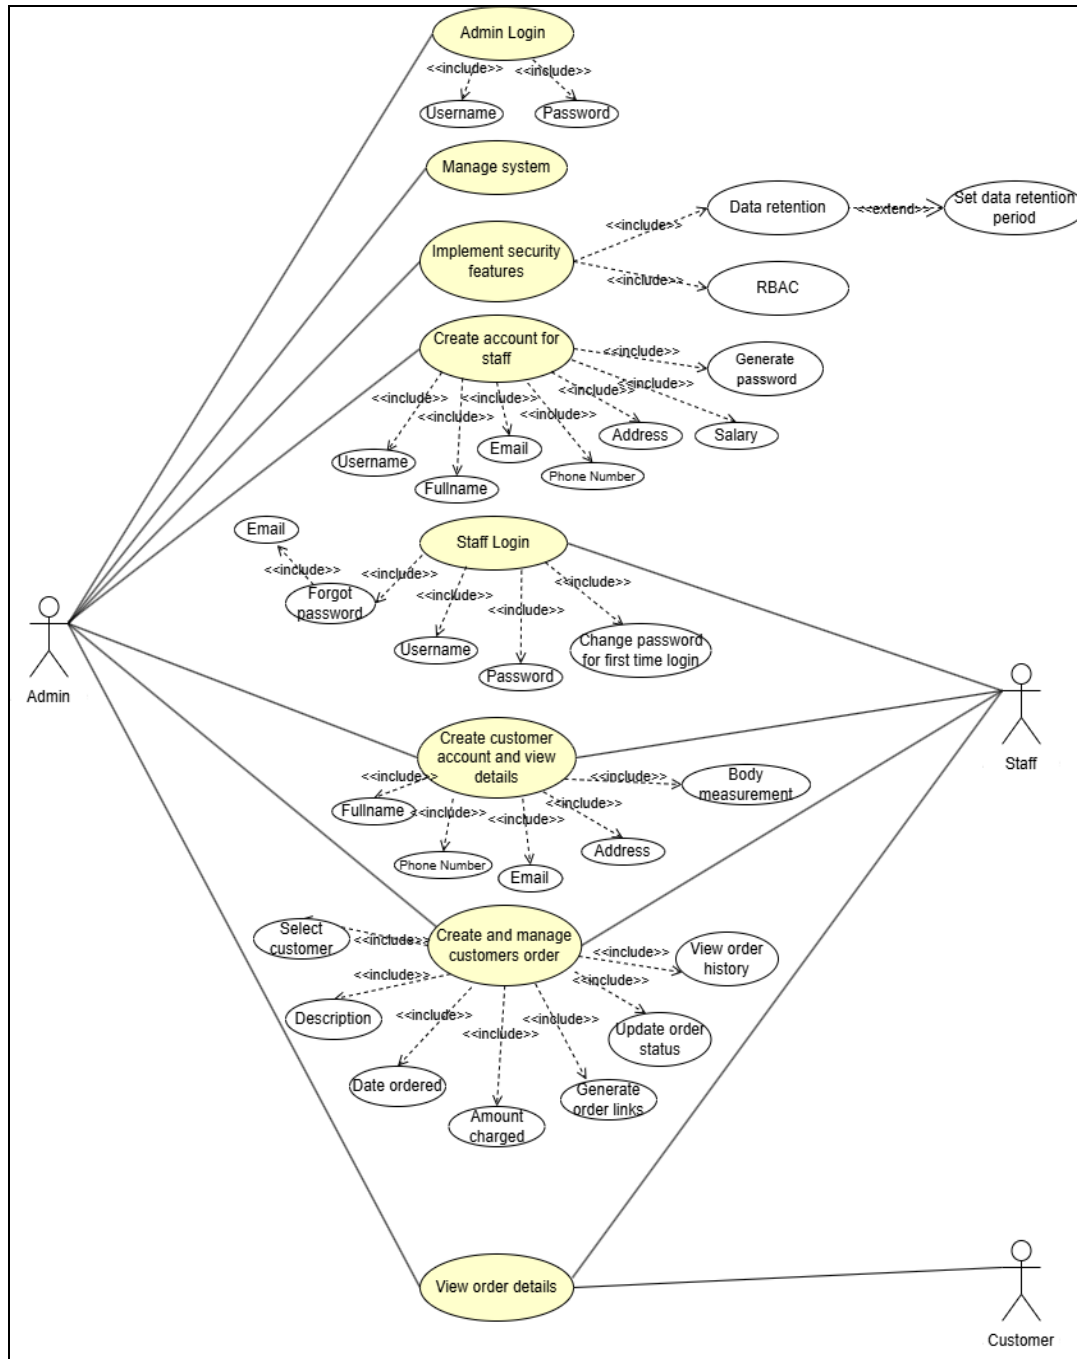 Admin Login
<<include>>
<<include>>
Username
Password
Manage system
Data retention
<<extend>>
Set data retention
period
<<include>>
Implement security
features
<<include>>
RBAC
Create account for
staff
<<include>>
Generate
password
<<include>>
<<include>>
<<include>>
<<include>>
<<include>>
<<include>>
Username
Fullname
Email
Phone Number
Address
Salary
Email
Staff Login
<<include>>
<<include>>
Forgot
password
<<include>>
<<include>>
<<include>>
Username
Password
Change password
for first time login
Admin
Staff
Create customer
account and view
details
<<include>>
<<include>>
Body
measurement
Fullname
<<include>>
<<include>>
<<include>>
Phone Number
Email
Address
Select
customer
<<include>>
Create and manage
customers order
<<include>>
View order
history
<<include>>
<<include>>
Description
<<include>>
<<include>>
<<include>>
Update order
status
Date ordered
Amount
charged
Generate
order links
View order details
Customer